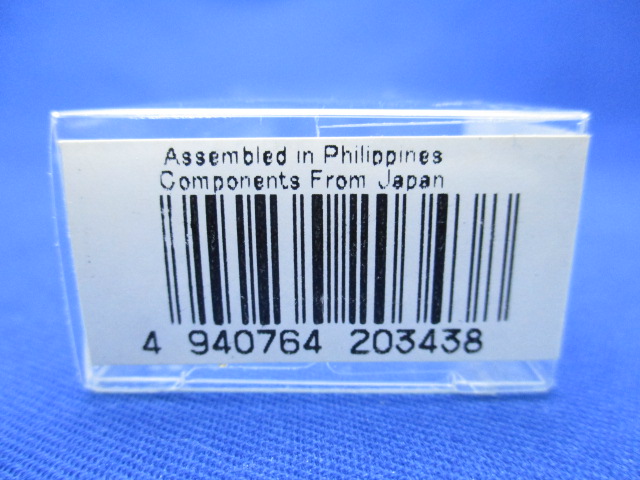 Assembled in Philippines
Components From Japan
4 940764 203438